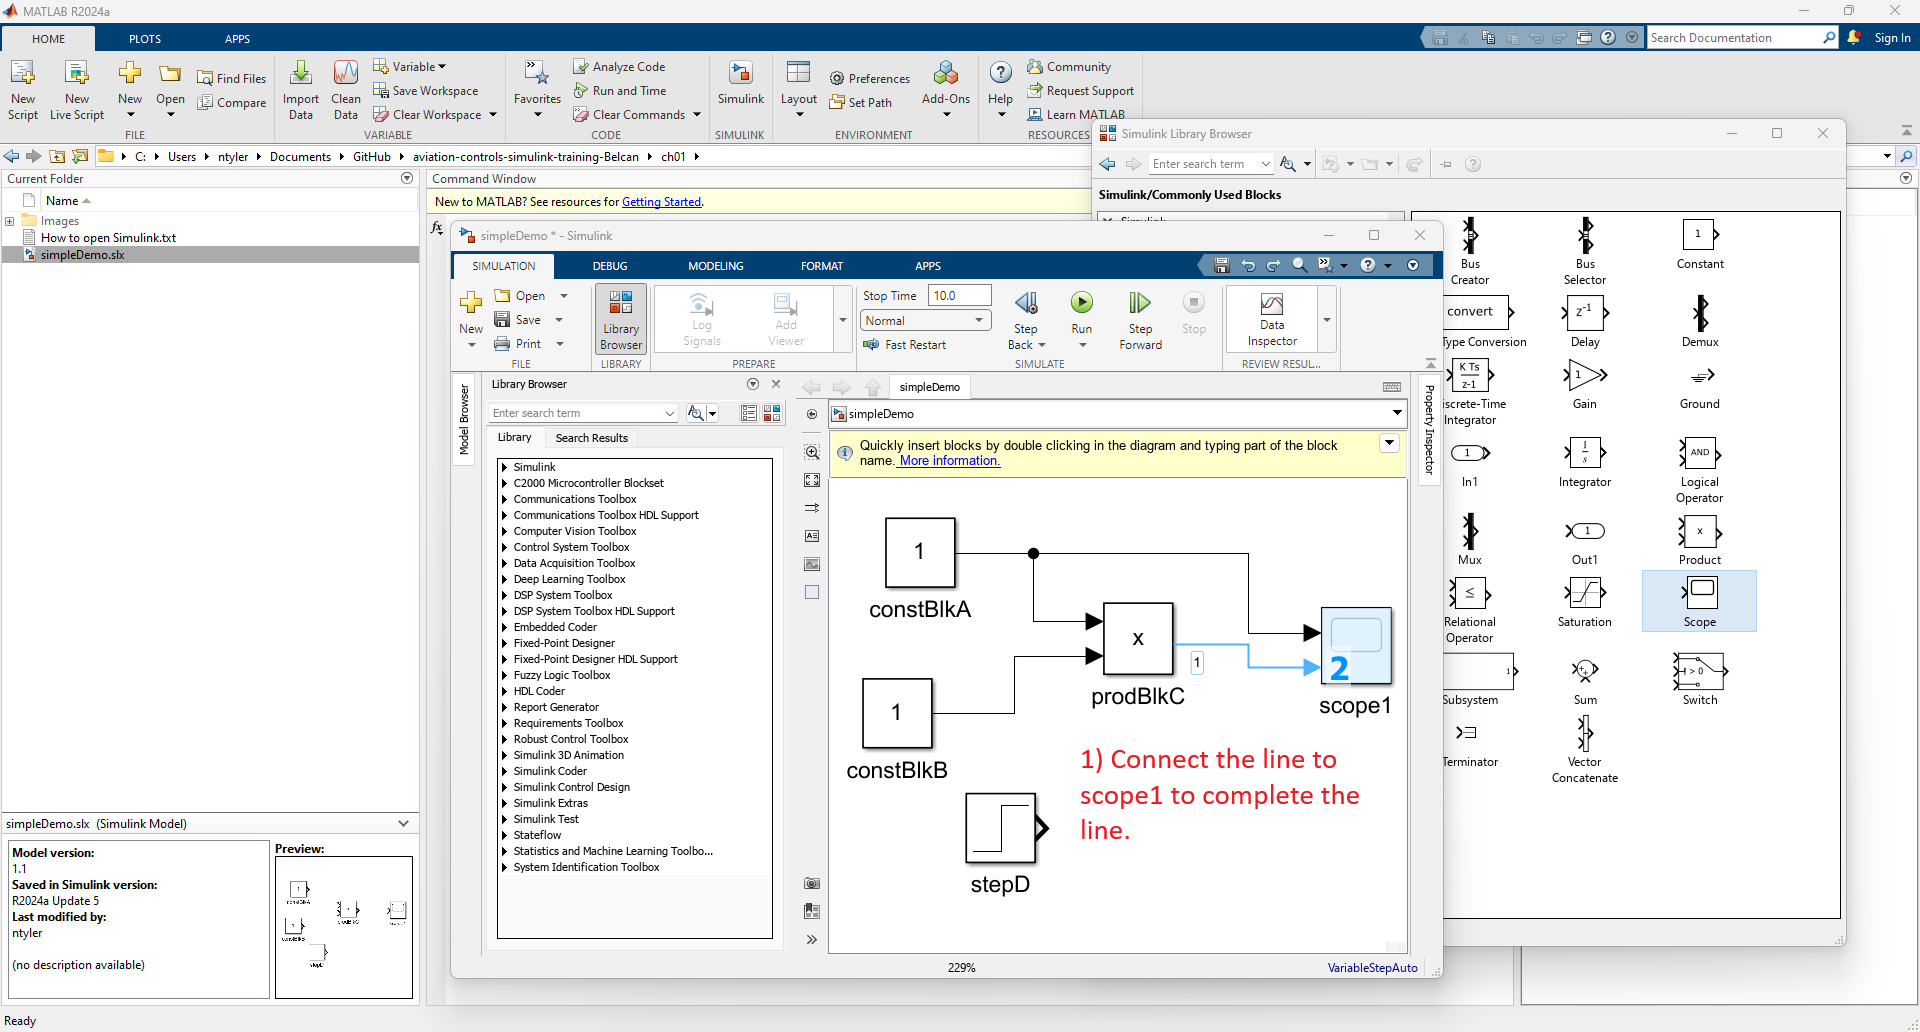 MATLAB R2024a
HOME
PLOTS
APPS
Search Documentation
Sign In
New Script
New Live Script
New
Open
Find Files
Compare
Import Data
Clean Data
Variable
Save Workspace
Clear Workspace
Favorites
Analyze Code
Run and Time
Clear Commands
Simulink
Layout
Preferences
Set Path
Add-Ons
Help
Community
Request Support
Learn MATLAB
FILE
VARIABLE
CODE
SIMULINK
ENVIRONMENT
RESOURCES
C: Users ntyler Documents GitHub aviation-controls-simulink-training-Belcan ch01
Current Folder
Name
Images
How to open Simulink.txt
simpleDemo.slx
simpleDemo.slx (Simulink Model)
Model version:
1.1
Saved in Simulink version:
R2024a Update 5
Last modified by:
ntyler
(no description available)
Preview:
Ready
Command Window
New to MATLAB? See resources for Getting Started.
fx
simpleDemo * - Simulink
SIMULATION
DEBUG
MODELING
FORMAT
APPS
New
Open
Save
Print
FILE
Library Browser
LIBRARY
Log Signals
Add Viewer
PREPARE
Stop Time 10.0
Normal
Fast Restart
Step Back
Run
Step Forward
Stop
SIMULATE
Data Inspector
REVIEW RESUL...
Model Browser
Library Browser
Enter search term
Library
Search Results
Simulink
C2000 Microcontroller Blockset
Communications Toolbox
Communications Toolbox HDL Support
Computer Vision Toolbox
Control System Toolbox
Data Acquisition Toolbox
Deep Learning Toolbox
DSP System Toolbox
DSP System Toolbox HDL Support
Embedded Coder
Fixed-Point Designer
Fixed-Point Designer HDL Support
Fuzzy Logic Toolbox
HDL Coder
Report Generator
Requirements Toolbox
Robust Control Toolbox
Simulink 3D Animation
Simulink Coder
Simulink Control Design
Simulink Extras
Simulink Test
Stateflow
Statistics and Machine Learning Toolbo...
System Identification Toolbox
simpleDemo
simpleDemo
Property Inspector
Quickly insert blocks by double clicking in the diagram and typing part of the block
name. More information.
1
constBlkA
x
prodBlkC
1
2
scope1
1
constBlkB
stepD
1) Connect the line to
scope1 to complete the
line.
229%
VariableStepAuto
Simulink Library Browser
Enter search term
Simulink/Commonly Used Blocks
Bus Creator
Bus Selector
1
Constant
convert
Type Conversion
z-1
Delay
Demux
K Ts
z-1
iscrete-Time Integrator
1
Gain
Ground
1
In1
1
s
Integrator
AND
Logical Operator
Mux
1
Out1
x
Product
≤
Relational Operator
Saturation
Scope
1
Subsystem
Sum
> 0
Switch
Terminator
Vector Concatenate